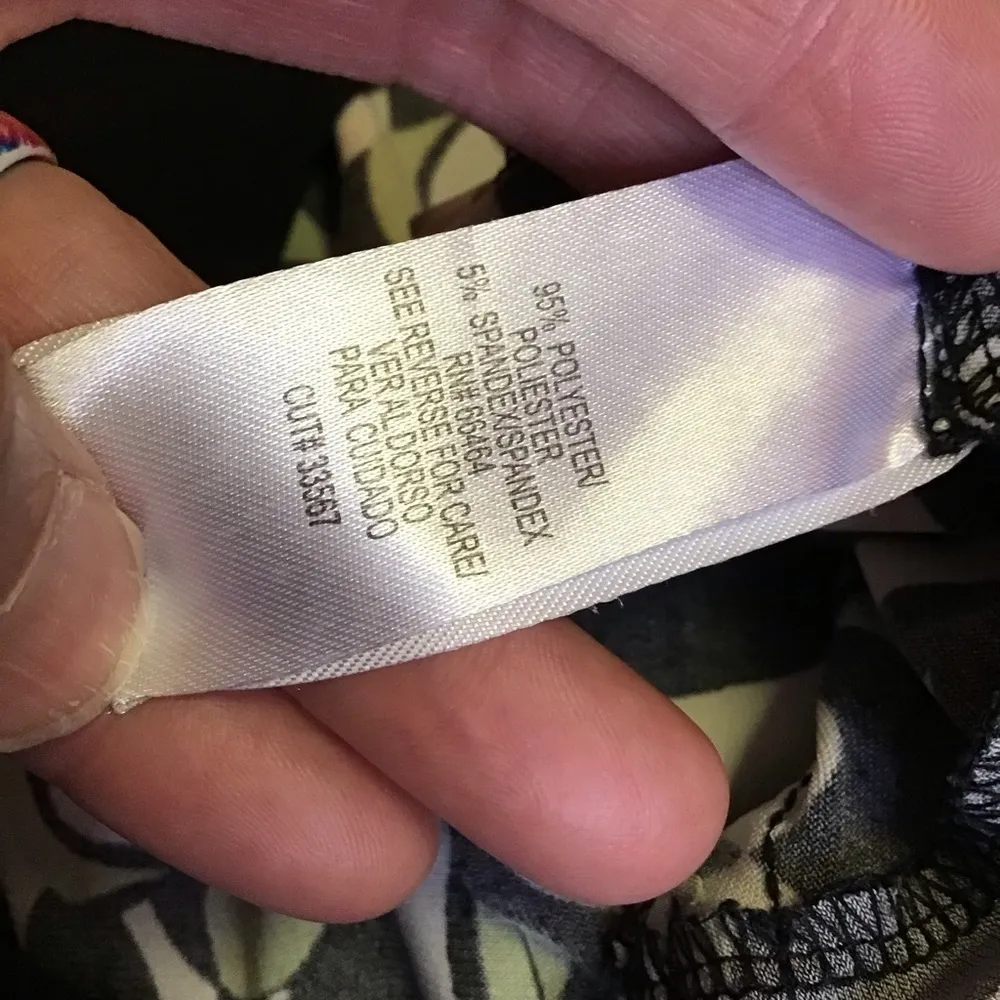 95% POLYESTER/
POLIESTER
5% SPANDEX/SPANDEX
RN# 66464
SEE REVERSE FOR CARE/
VER AL DORSO
PARA CUIDADO
CUT# 33567